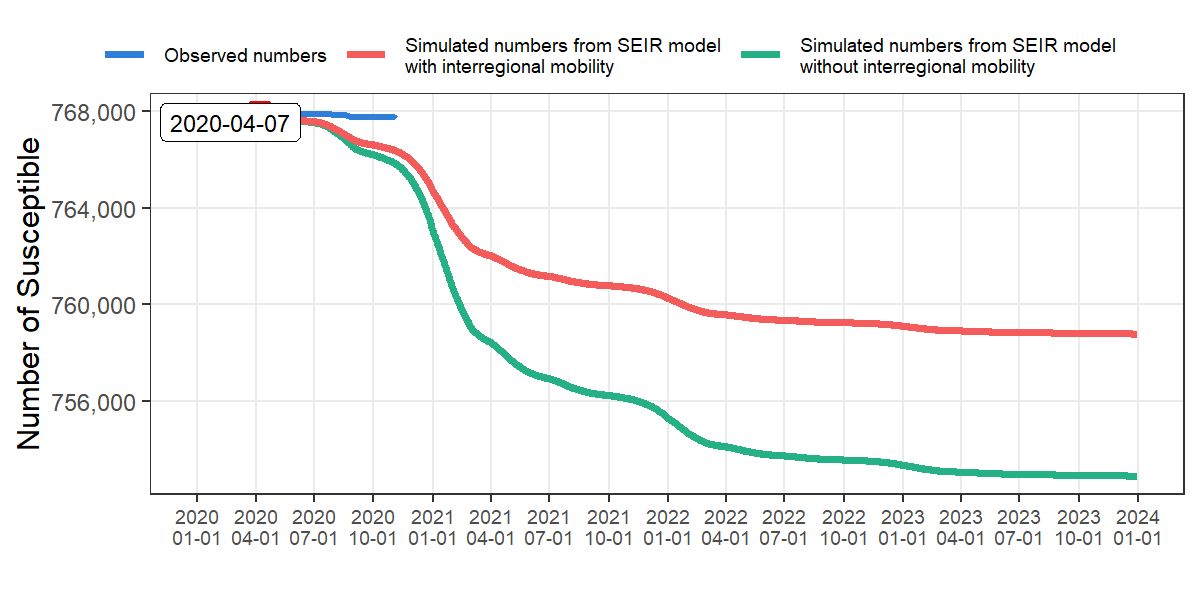 Observed numbers
Simulated numbers from SEIR model
with interregional mobility
Simulated numbers from SEIR model
without interregional mobility
Number of Susceptible
768,000
764,000
760,000
756,000
2020-04-07
2020 2020 2020 2020 2021 2021 2021 2021 2022 2022 2022 2022 2023 2023 2023 2023 2024
01-01 04-01 07-01 10-01 01-01 04-01 07-01 10-01 01-01 04-01 07-01 10-01 01-01 04-01 07-01 10-01 01-01